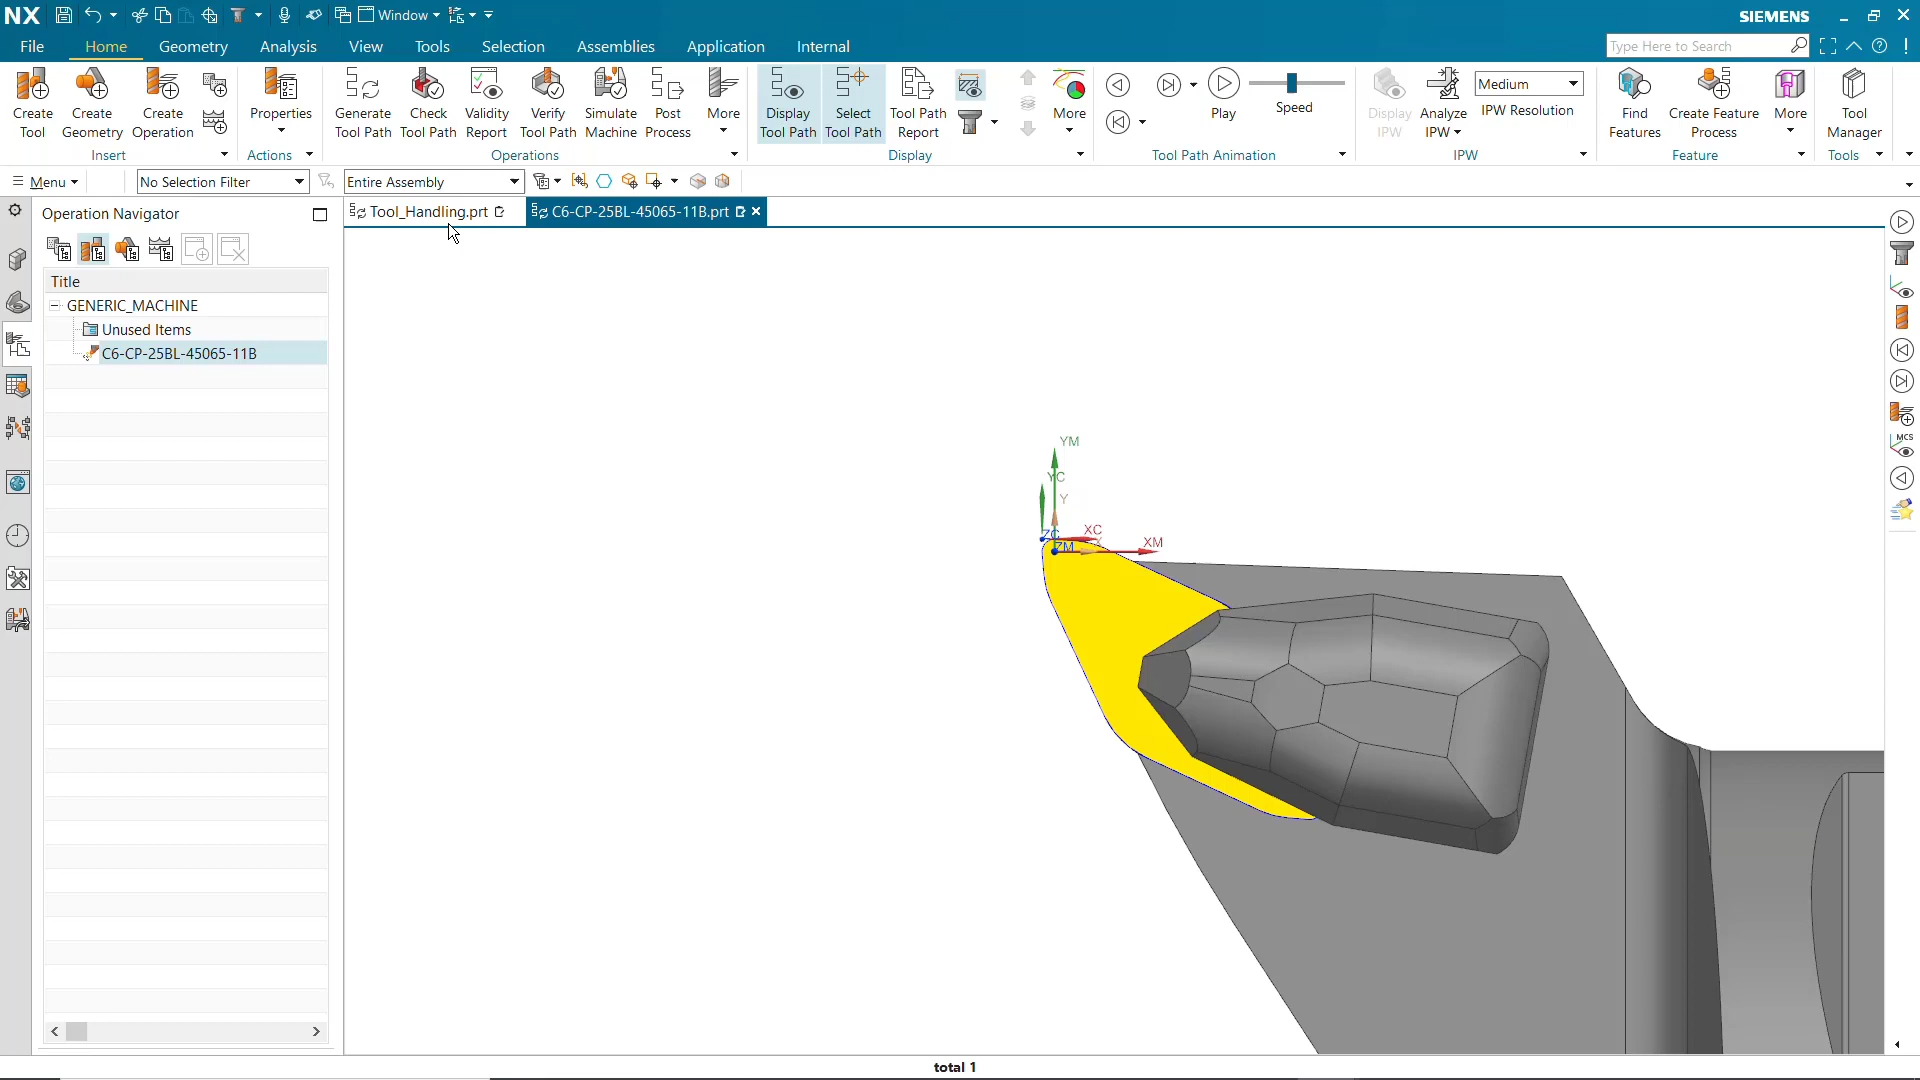 NX
Window
SIEMENS
File
Home
Geometry
Analysis
View
Tools
Selection
Assemblies
Application
Internal
Type Here to Search
Create Tool
Create Geometry
Create Operation
Insert
Properties
Actions
Generate Tool Path
Check Tool Path
Validity Report
Verify Tool Path
Simulate Machine
Post Process
More
Operations
Display Tool Path
Select Tool Path
Tool Path Report
More
Display
Play
Speed
Tool Path Animation
Display IPW
Analyze IPW
Medium
IPW Resolution
IPW
Find Features
Create Feature Process
More
Feature
Tool Manager
Tools
Menu
No Selection Filter
Entire Assembly
Operation Navigator
Tool_Handling.prt
C6-CP-25BL-45065-11B.prt
Title
GENERIC_MACHINE
Unused Items
C6-CP-25BL-45065-11B
YM
YC
Y
XC
ZC
XM
ZM
X
MCS
total 1